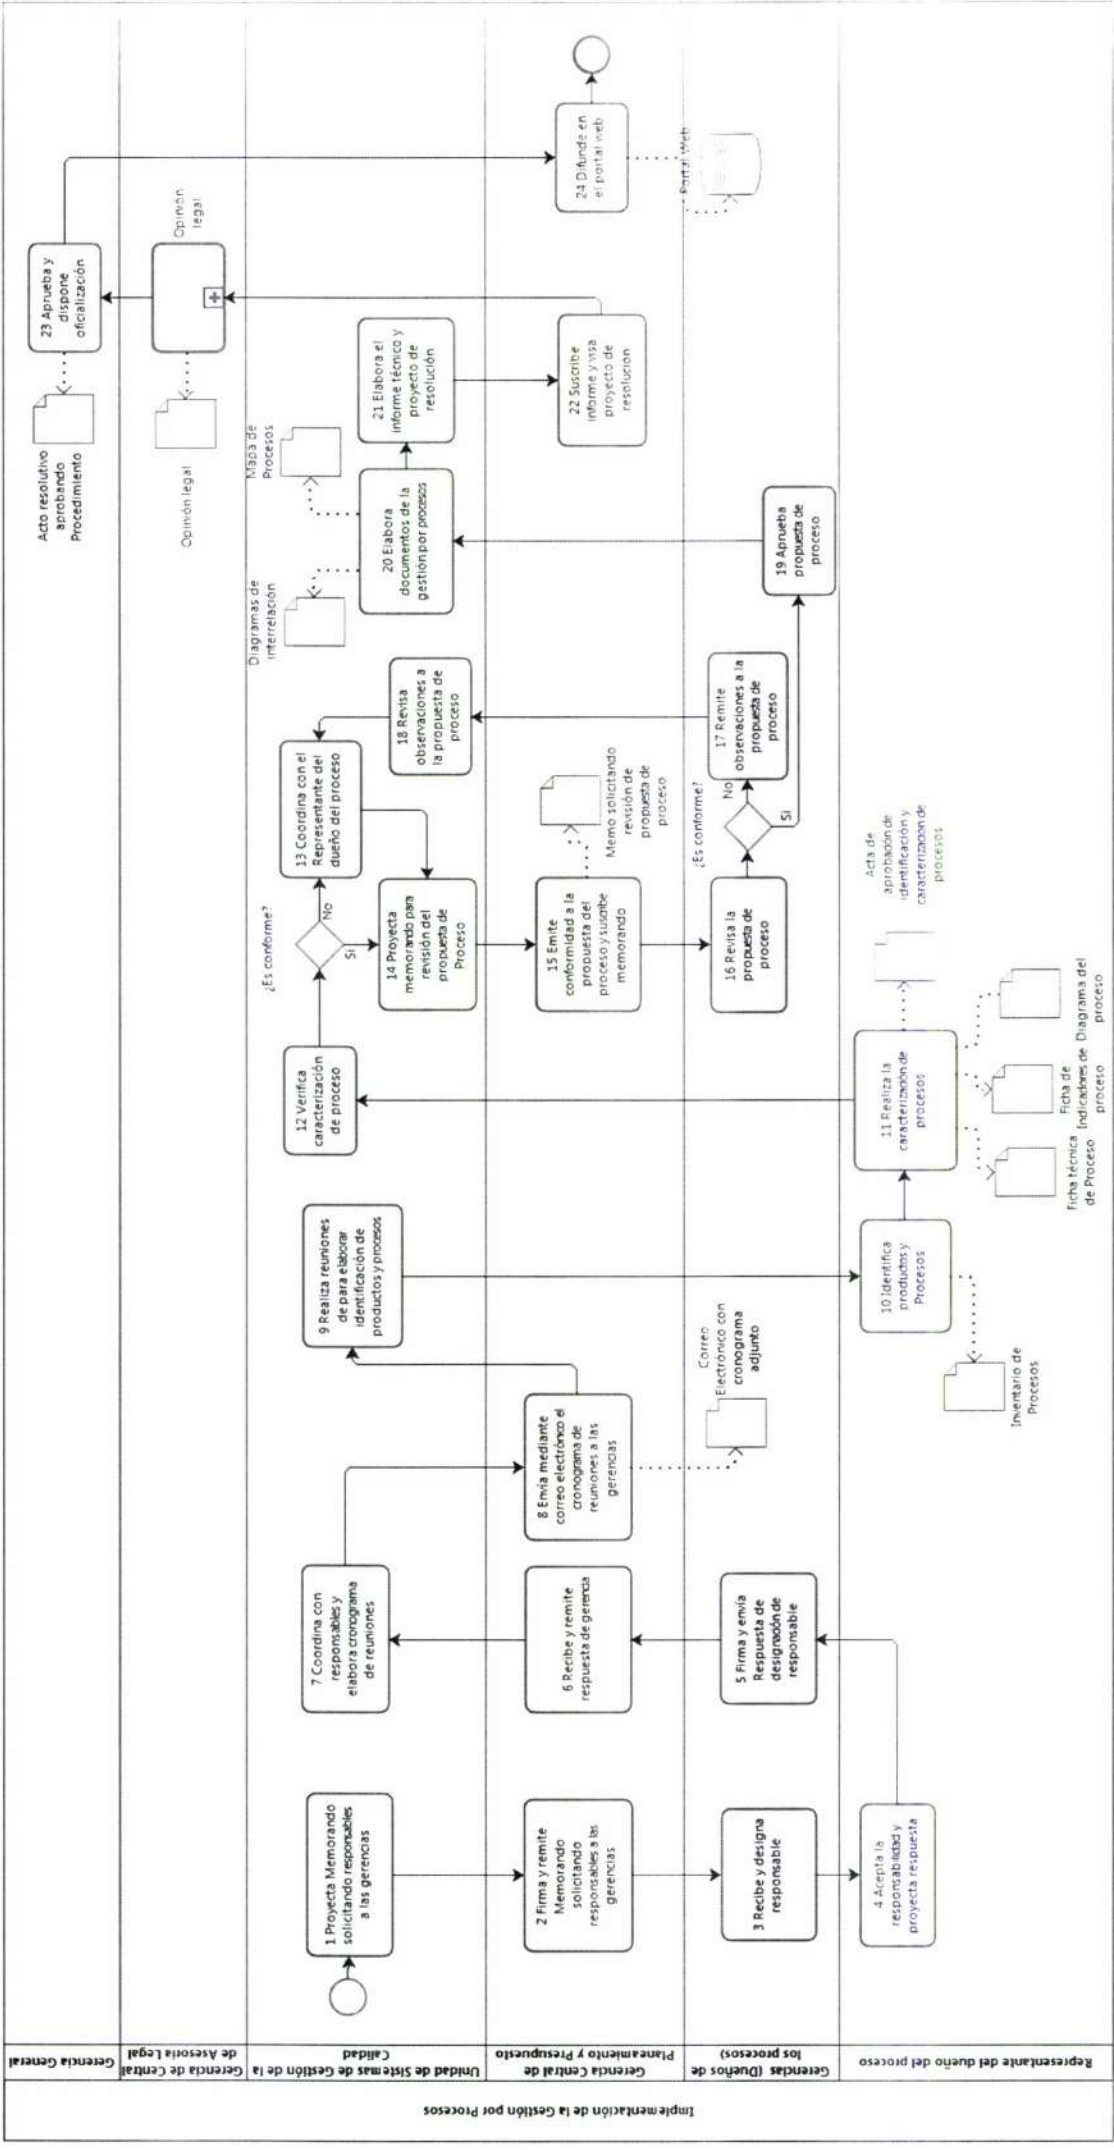 Implementación de la Gestión por Procesos
Gerencia General
Gerencia de Central
de Asesoría Legal
Unidad de Sistemas de Gestión de la
Calidad
Gerencia Central de
Planeamiento y Presupuesto
Gerencias (Dueños de
los procesos)
Representante del dueño del proceso
1 Proyecta Memorando
solicitando responsables
a las gerencias
2 Firma y remite
Memorando
solicitando
responsables a las
gerencias
3 Recibe y designa
responsable
4 Acepta la
responsabilidad y
proyecta respuesta
5 Firma y envía
Respuesta de
designación de
responsable
6 Recibe y remite
respuesta de gerencia
7 Coordina con
responsables y
elabora cronograma
de reuniones
8 Envia mediante
correo electrónico el
cronograma de
reuniones a las
gerencias
Correo
Electrónico con
cronograma
adjunto
9 Realiza reuniones
de para elaborar
identificación de
productos y procesos
10 Identifica
productos y
Procesos
Inventario de
Procesos
11 Realiza la
caracterización de
procesos
Ficha técnica
de Proceso
Ficha de
Indicadores de
proceso
Diagrama del
proceso
Acta de
aprobación de
identificación y
caracterización de
procesos
12 Verifica
caracterización
de proceso
¿Es conforme?
No
Si
13 Coordina con el
Representante del
dueño del proceso
14 Proyecta
memorando para
revisión del
propuesta de
Proceso
15 Emite
conformidad a la
propuesta del
proceso y suscribe
memorando
Memo solicitando
revisión de
propuesta de
proceso
16 Revisa la
propuesta de
proceso
¿Es conforme?
No
Si
17 Remite
observaciones a la
propuesta de
proceso
18 Revisa
observaciones a
la propuesta de
proceso
19 Aprueba
propuesta de
proceso
20 Elabora
documentos de la
gestión por procesos
Diagramas de
interrelación
Mapa de
Procesos
21 Elabora el
informe técnico y
proyecto de
resolución
22 Suscribe
informe y visa
proyecto de
resolucion
Opinión
legal
Opinión legal
23 Aprueba y
dispone
oficialización
Acto resolutivo
aprobando
Procedimiento
24 Difunde en
el portal web
Portal Web